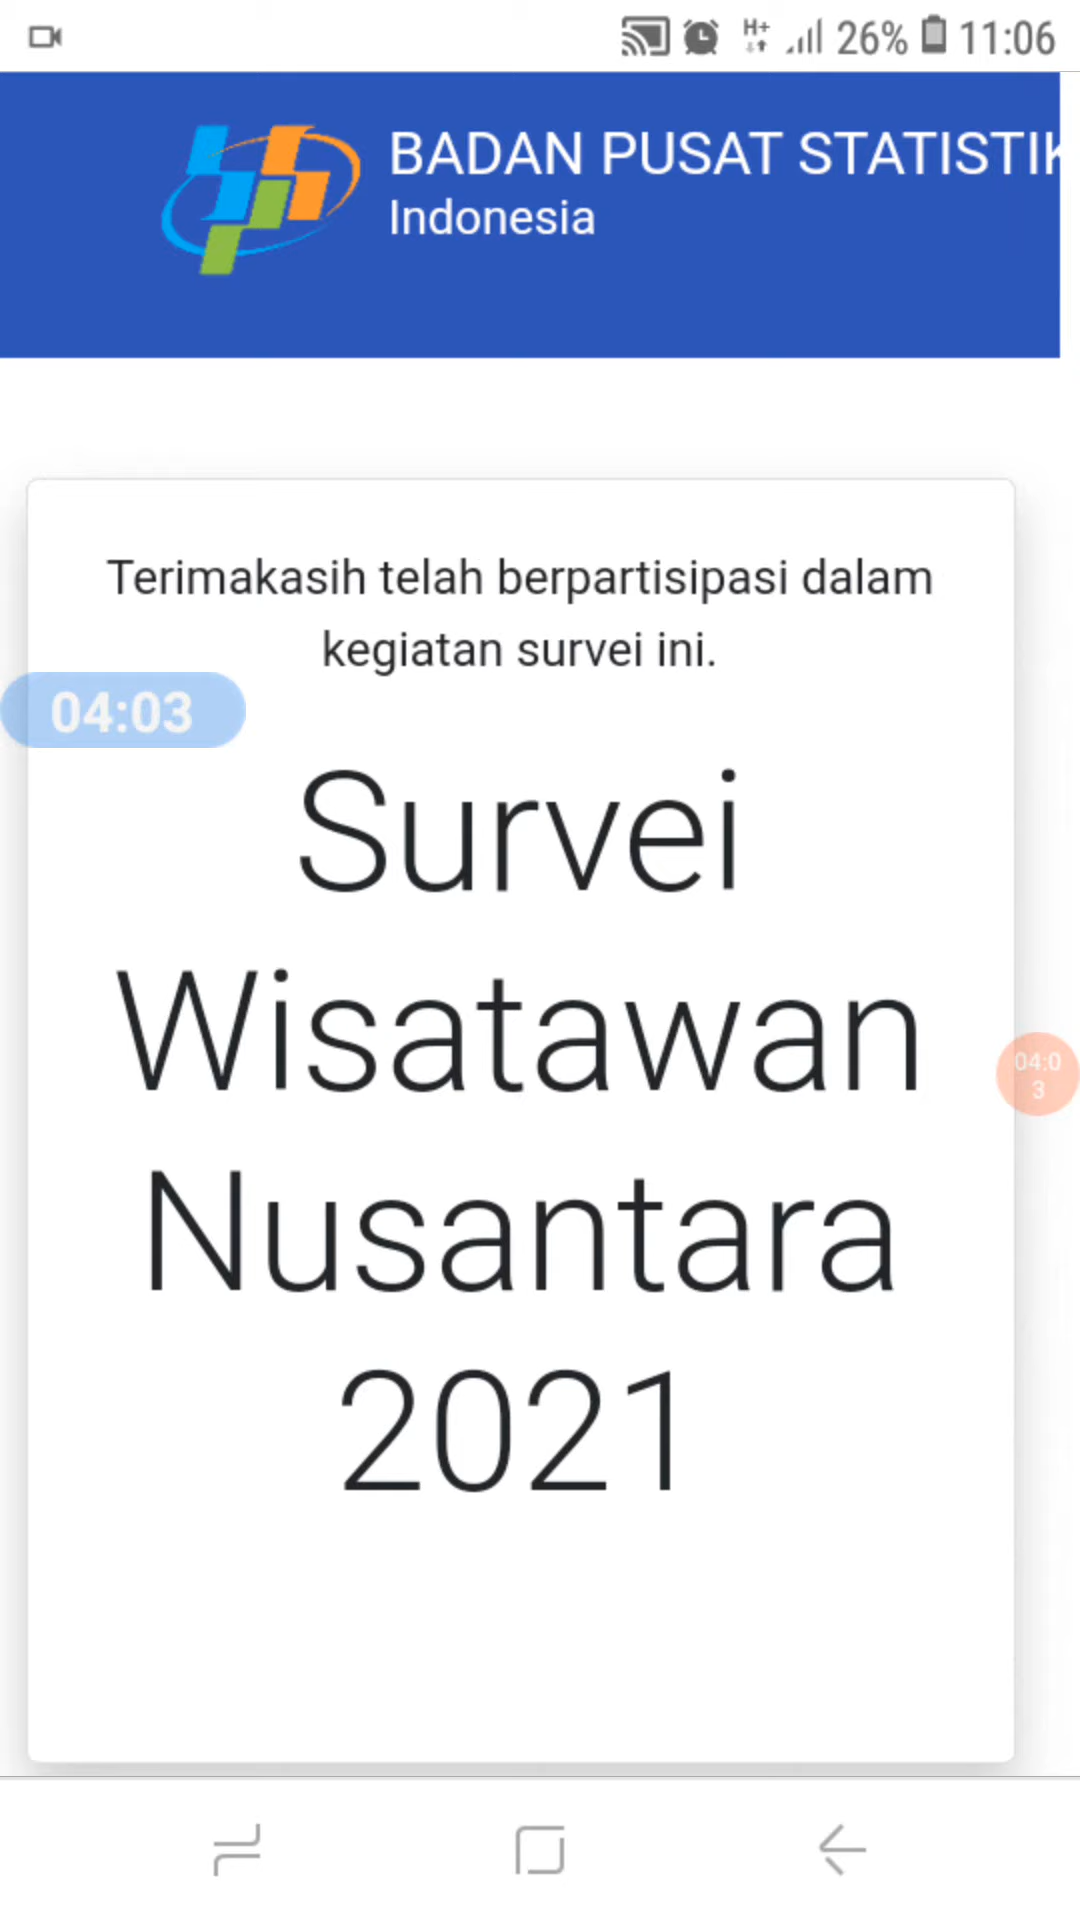 H+ 26% 11:06
BADAN PUSAT STATISTIK
Indonesia
Terimakasih telah berpartisipasi dalam
kegiatan survei ini.
04:03
Survei
Wisatawan
04:0
3
Nusantara
2021